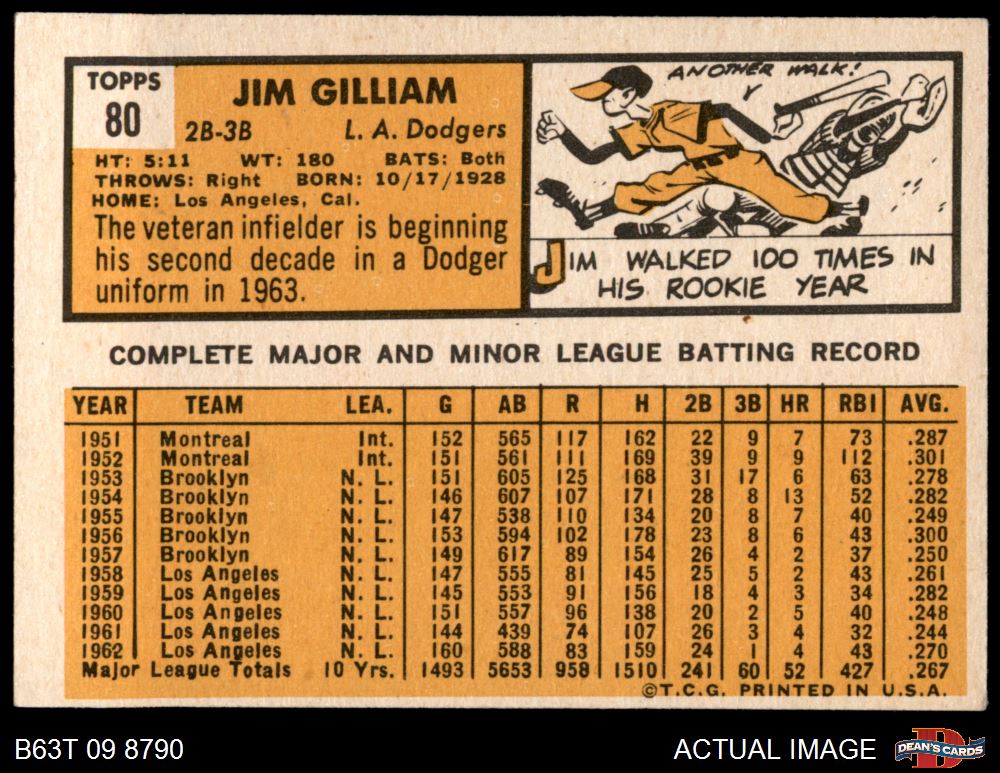 TOPPS
80
JIM GILLIAM
2B-3B L. A. Dodgers
HT: 5:11 WT: 180 BATS: Both
THROWS: Right BORN: 10/17/1928
HOME: Los Angeles, Cal.
The veteran infielder is beginning
his second decade in a Dodger
uniform in 1963.
ANOTHER WALK!
JIM WALKED 100 TIMES IN
HIS ROOKIE YEAR
COMPLETE MAJOR AND MINOR LEAGUE BATTING RECORD
YEAR TEAM LEA. G AB R H 2B 3B HR RBI AVG.
1951 Montreal Int. 152 565 117 162 22 9 7 73 .287
1952 Montreal Int. 151 561 111 169 39 9 9 112 .301
1953 Brooklyn N. L. 151 605 125 168 31 17 6 63 .278
1954 Brooklyn N. L. 146 607 107 171 28 8 13 52 .282
1955 Brooklyn N. L. 147 538 110 134 20 8 7 40 .249
1956 Brooklyn N. L. 153 594 102 178 23 8 6 43 .300
1957 Brooklyn N. L. 149 617 89 154 26 4 2 37 .250
1958 Los Angeles N. L. 147 555 81 145 25 5 2 43 .261
1959 Los Angeles N. L. 145 553 91 156 18 4 3 34 .282
1960 Los Angeles N. L. 151 557 96 138 20 2 5 40 .248
1961 Los Angeles N. L. 144 439 74 107 26 3 4 32 .244
1962 Los Angeles N. L. 160 588 83 159 24 1 4 43 .270
Major League Totals 10 Yrs. 1493 5653 958 1510 241 60 52 427 .267
©T.C.G. PRINTED IN U.S.A.
B63T 09 8790 ACTUAL IMAGE
D
DEAN'S CARDS